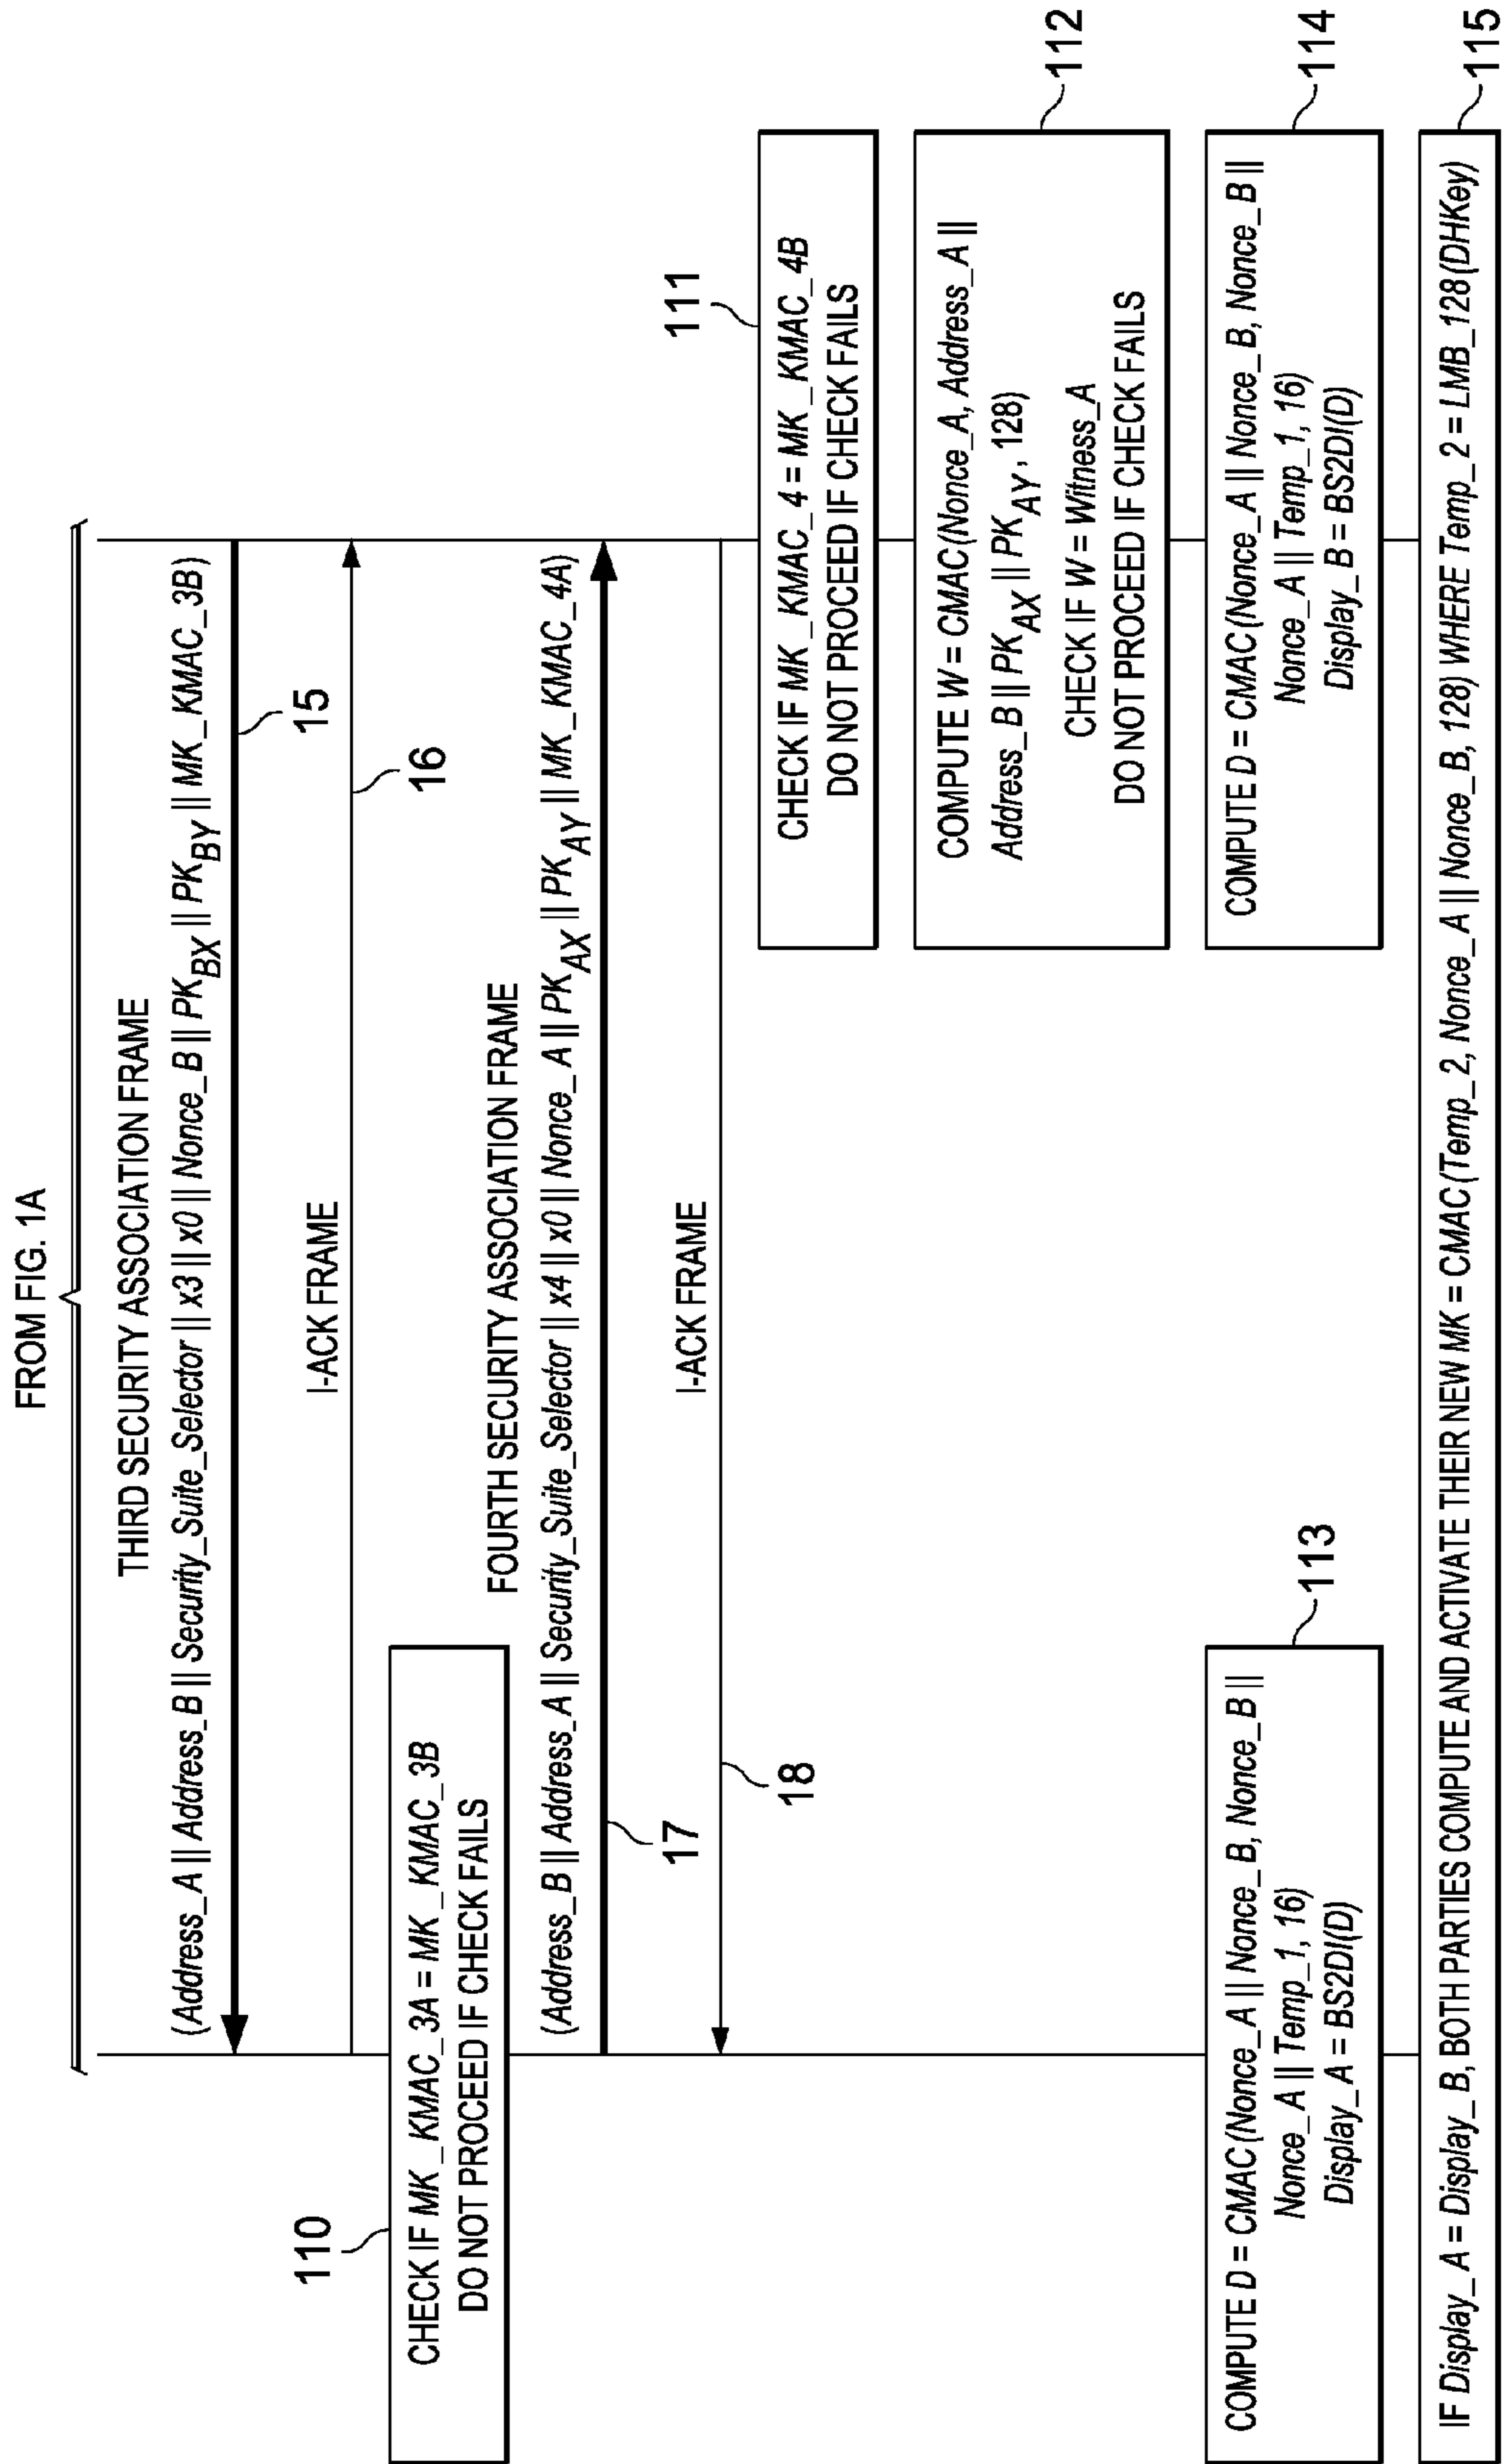 FROM FIG. 1A
THIRD SECURITY ASSOCIATION FRAME
(Address_A || Address_B || Security_Suite_Selector || x3 || x0 || Nonce_B || PK_BX || PK_BY || MK_KMAC_3B)
15
I-ACK FRAME
16
110
CHECK IF MK_KMAC_3A = MK_KMAC_3B
DO NOT PROCEED IF CHECK FAILS
FOURTH SECURITY ASSOCIATION FRAME
(Address_B || Address_A || Security_Suite_Selector || x4 || x0 || Nonce_A || PK_AX || PK_AY || MK_KMAC_4A)
17
I-ACK FRAME
18
111
CHECK IF MK_KMAC_4 = MK_KMAC_4B
DO NOT PROCEED IF CHECK FAILS
COMPUTE W = CMAC(Nonce_A, Address_A ||
Address_B || PK_AX || PK_AY, 128)
CHECK IF W = Witness_A
DO NOT PROCEED IF CHECK FAILS
112
COMPUTE D = CMAC(Nonce_A || Nonce_B, Nonce_B ||
Nonce_A || Temp_1, 16)
Display_A = BS2DI(D)
113
COMPUTE D = CMAC(Nonce_A || Nonce_B, Nonce_B ||
Nonce_A || Temp_1, 16)
Display_B = BS2DI(D)
114
IF Display_A = Display_B, BOTH PARTIES COMPUTE AND ACTIVATE THEIR NEW MK = CMAC(Temp_2, Nonce_A || Nonce_B, 128) WHERE Temp_2 = LMB_128(DHKey)
115